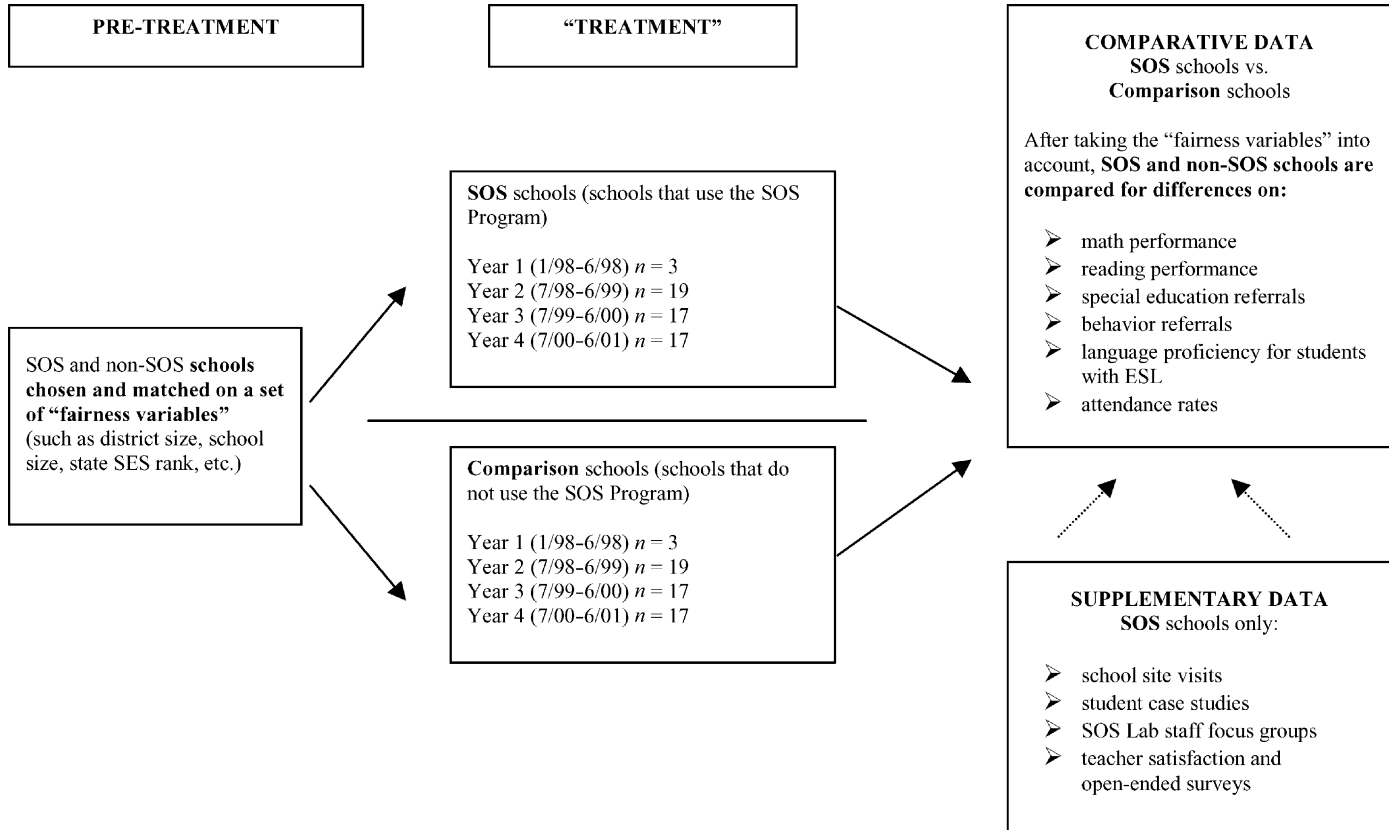 PRE-TREATMENT
“TREATMENT”
SOS and non-SOS schools
chosen and matched on a set
of “fairness variables”
(such as district size, school
size, state SES rank, etc.)
SOS schools (schools that use the SOS
Program)
Year 1 (1/98–6/98) n = 3
Year 2 (7/98–6/99) n = 19
Year 3 (7/99–6/00) n = 17
Year 4 (7/00–6/01) n = 17
Comparison schools (schools that do
not use the SOS Program)
Year 1 (1/98–6/98) n = 3
Year 2 (7/98–6/99) n = 19
Year 3 (7/99–6/00) n = 17
Year 4 (7/00–6/01) n = 17
COMPARATIVE DATA
SOS schools vs.
Comparison schools
After taking the “fairness variables” into
account, SOS and non-SOS schools are
compared for differences on:
➢ math performance
➢ reading performance
➢ special education referrals
➢ behavior referrals
➢ language proficiency for students
with ESL
➢ attendance rates
SUPPLEMENTARY DATA
SOS schools only:
➢ school site visits
➢ student case studies
➢ SOS Lab staff focus groups
➢ teacher satisfaction and
open-ended surveys